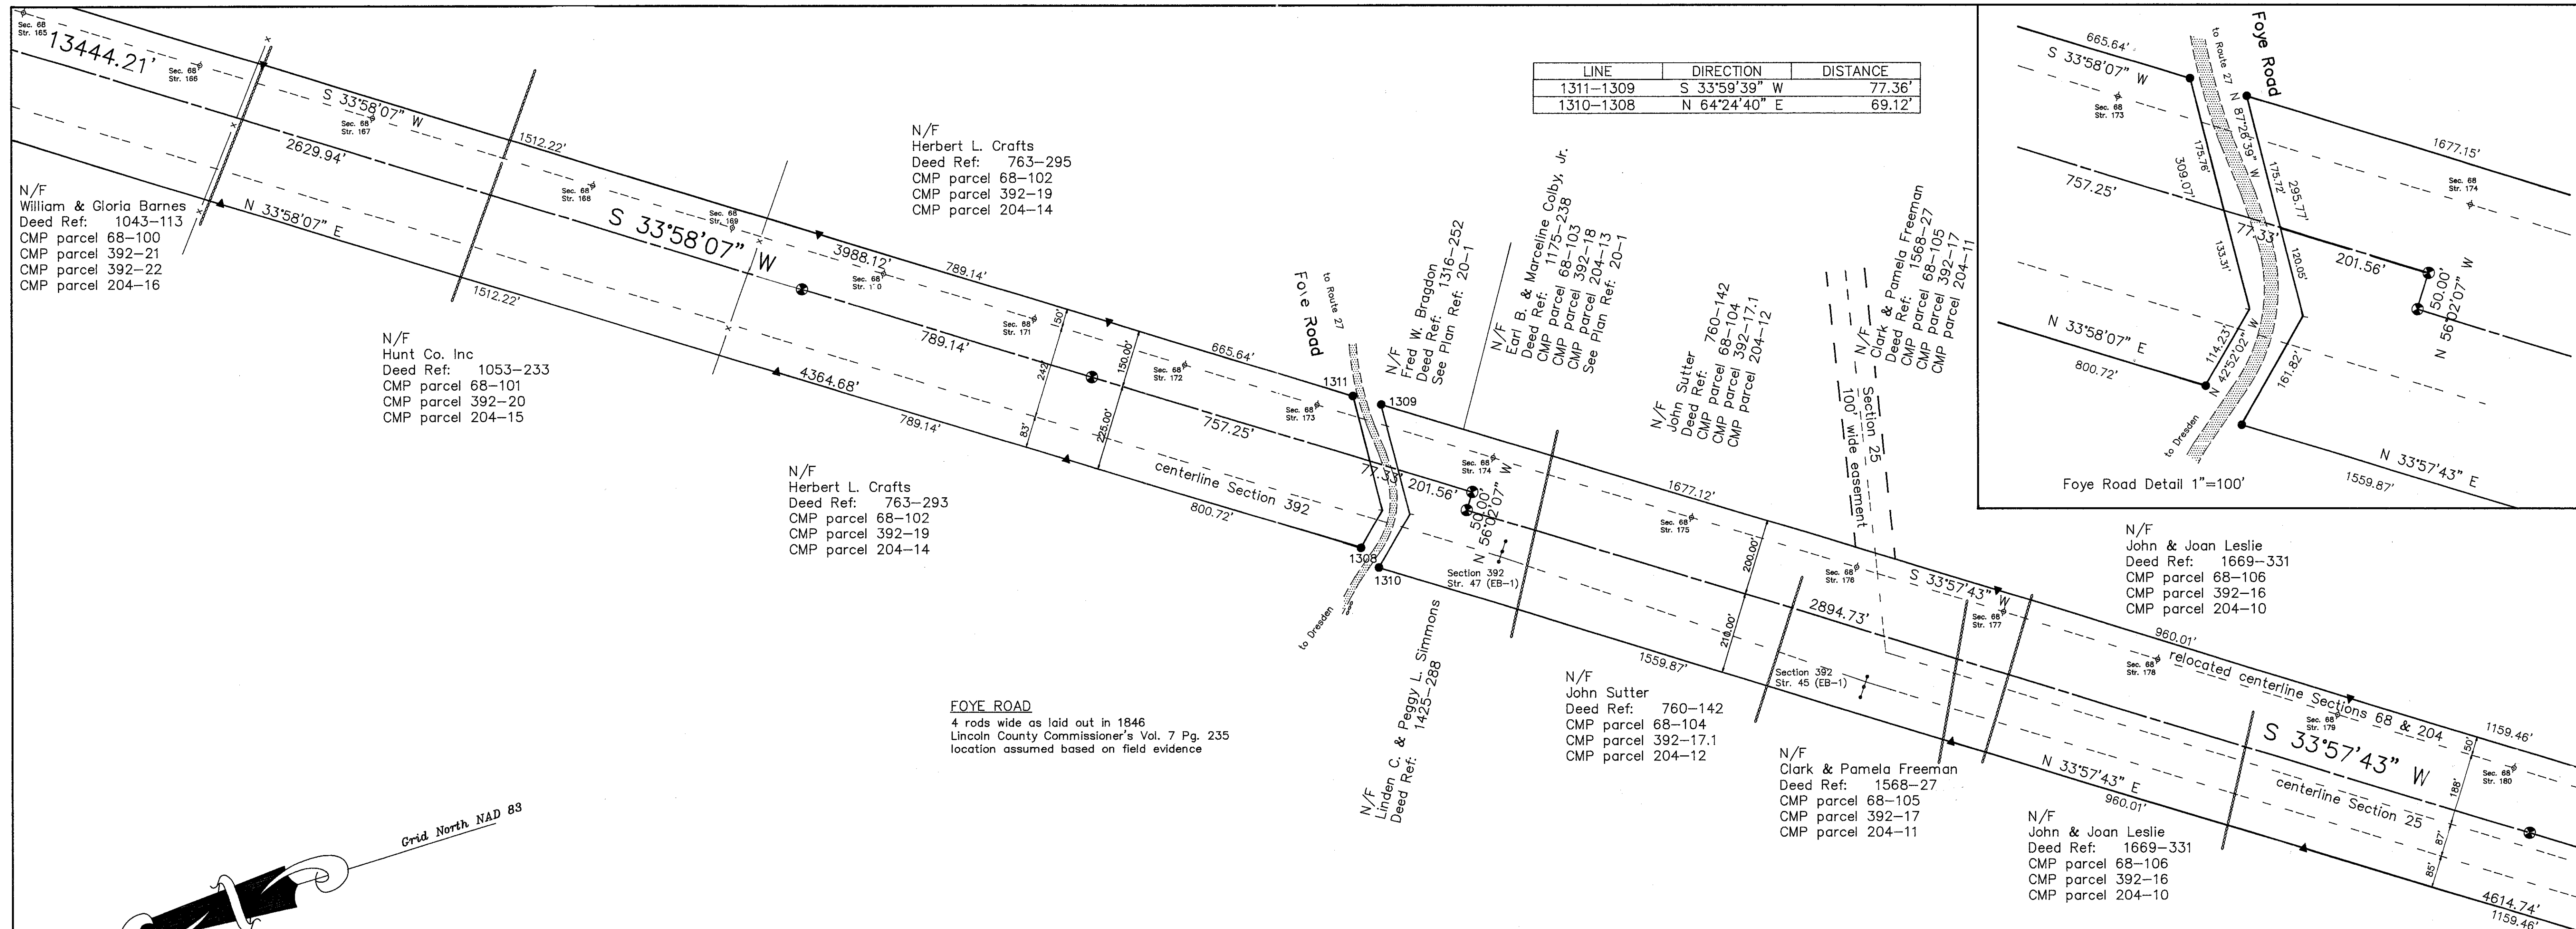 Sec. 68
Str. 165
13444.21'
Sec. 68
Str. 166
S 33°58'07" W
Sec. 68
Str. 167
2629.94'
1512.22'
N/F
William & Gloria Barnes
Deed Ref: 1043-113
CMP parcel 68-100
CMP parcel 392-21
CMP parcel 392-22
CMP parcel 204-16
N 33°58'07" E
1512.22'
Sec. 68
Str. 168
S 33°58'07" W
Sec. 68
Str. 169
3988.12'
Sec. 68
Str. 170
789.14'
N/F
Herbert L. Crafts
Deed Ref: 763-295
CMP parcel 68-102
CMP parcel 392-19
CMP parcel 204-14
N/F
Hunt Co. Inc
Deed Ref: 1053-233
CMP parcel 68-101
CMP parcel 392-20
CMP parcel 204-15
4364.68'
789.14'
Sec. 68
Str. 171
789.14'
50'
242'
83'
150.00'
225.00'
Sec. 68
Str. 172
665.64'
757.25'
Sec. 68
Str. 173
centerline Section 392
800.72'
N/F
Herbert L. Crafts
Deed Ref: 763-293
CMP parcel 68-102
CMP parcel 392-19
CMP parcel 204-14
Foye Road
to Route 27
1311
1309
1308
1310
to Dresden
77.33'
201.56'
50.00'
N 56°02'07" W
Sec. 68
Str. 174
Section 392
Str. 47 (EB-1)
N/F
Fred W. Bragdon
Deed Ref: 1316-252
See Plan Ref: 20-1
N/F
Earl B. & Marceline Colby, Jr.
Deed Ref: 1175-238
CMP parcel 68-103
CMP parcel 392-18
CMP parcel 204-13
See Plan Ref: 20-1
LINE DIRECTION DISTANCE
1311-1309 S 33°59'39" W 77.36'
1310-1308 N 64°24'40" E 69.12'
N/F
John Sutter
Deed Ref: 760-142
CMP parcel 68-104
CMP parcel 392-17.1
CMP parcel 204-12
Section 25
100' wide easement
N/F
Clark & Pamela Freeman
Deed Ref: 1568-27
CMP parcel 68-105
CMP parcel 392-17
CMP parcel 204-11
1677.12'
Sec. 68
Str. 175
200.00'
210.00'
1559.87'
Sec. 68
Str. 176
2894.73'
S 33°57'43" W
Sec. 68
Str. 177
Section 392
Str. 45 (EB-1)
N/F
Linden C. & Peggy L. Simmons
Deed Ref: 1425-288
FOYE ROAD
4 rods wide as laid out in 1846
Lincoln County Commissioner's Vol. 7 Pg. 235
location assumed based on field evidence
N/F
John Sutter
Deed Ref: 760-142
CMP parcel 68-104
CMP parcel 392-17.1
CMP parcel 204-12
N/F
Clark & Pamela Freeman
Deed Ref: 1568-27
CMP parcel 68-105
CMP parcel 392-17
CMP parcel 204-11
N/F
John & Joan Leslie
Deed Ref: 1669-331
CMP parcel 68-106
CMP parcel 392-16
CMP parcel 204-10
960.01'
relocated centerline Sections 68 & 204
Sec. 68
Str. 178
Sec. 68
Str. 179
S 33°57'43" W
1159.46'
50'
188'
87'
85'
Sec. 68
Str. 180
centerline Section 25
N 33°57'43" E
960.01'
N/F
John & Joan Leslie
Deed Ref: 1669-331
CMP parcel 68-106
CMP parcel 392-16
CMP parcel 204-10
4614.74'
1159.46'
Grid North NAD 83
Foye Road
to Route 27
665.64'
S 33°58'07" W
Sec. 68
Str. 173
N 87°26'39" W
175.76'
309.07'
175.72'
295.77'
1677.15'
Sec. 68
Str. 174
757.25'
77.33'
201.56'
50.00'
N 56°02'07" W
133.31'
120.05'
N 33°58'07" E
800.72'
114.23'
N 42°52'02" W
161.82'
to Dresden
N 33°57'43" E
1559.87'
Foye Road Detail 1"=100'